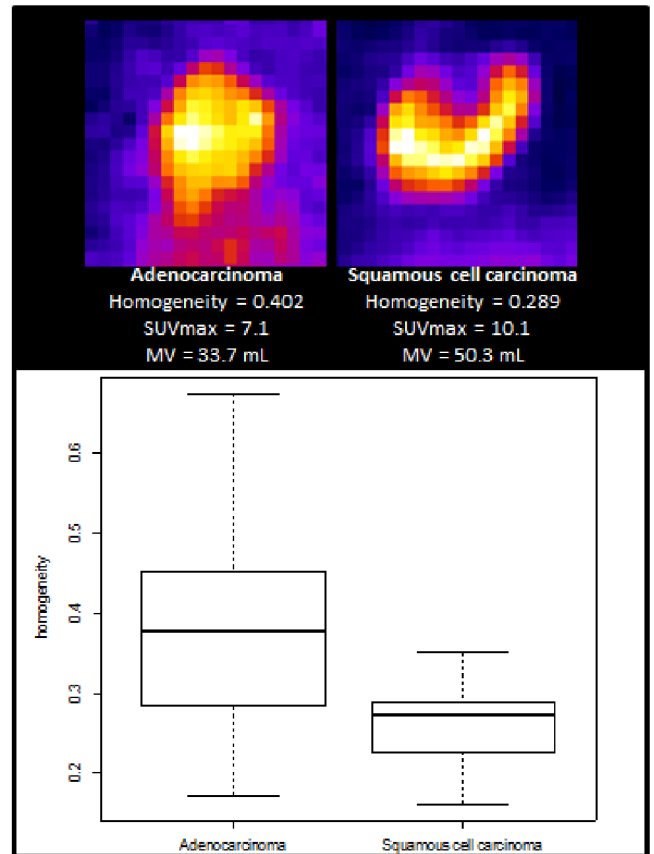 Adenocarcinoma
Homogeneity = 0.402
SUVmax = 7.1
MV = 33.7 mL
Squamous cell carcinoma
Homogeneity = 0.289
SUVmax = 10.1
MV = 50.3 mL
homogeneity
0.6
0.5
0.4
0.3
0.2
Adenocarcinoma
Squamous cell carcinoma